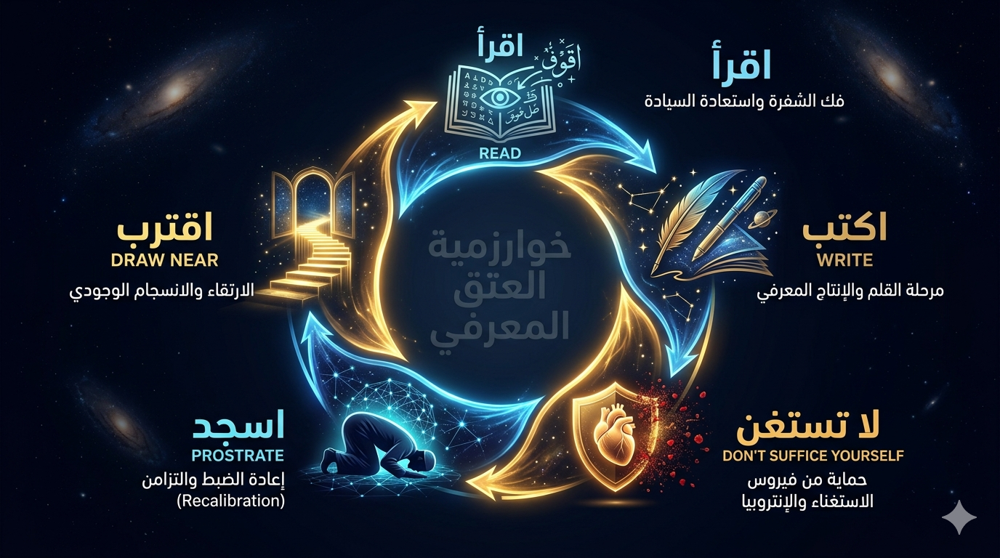 اقرأ
READ
اقرأ
فك الشفرة واستعادة السيادة
اكتب
WRITE
مرحلة القلم والإنتاج المعرفي
لا تستغن
DON'T SUFFICE YOURSELF
حماية من فيروس
الاستغناء والإنتروبيا
اسجد
PROSTRATE
إعادة الضبط والتزامن
(Recalibration)
اقترب
DRAW NEAR
الارتقاء والانسجام الوجودي
خوارزمية
العتق
المعرفي